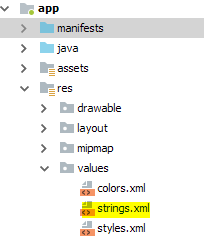 app
manifests
java
assets
res
drawable
layout
mipmap
values
colors.xml
strings.xml
styles.xml